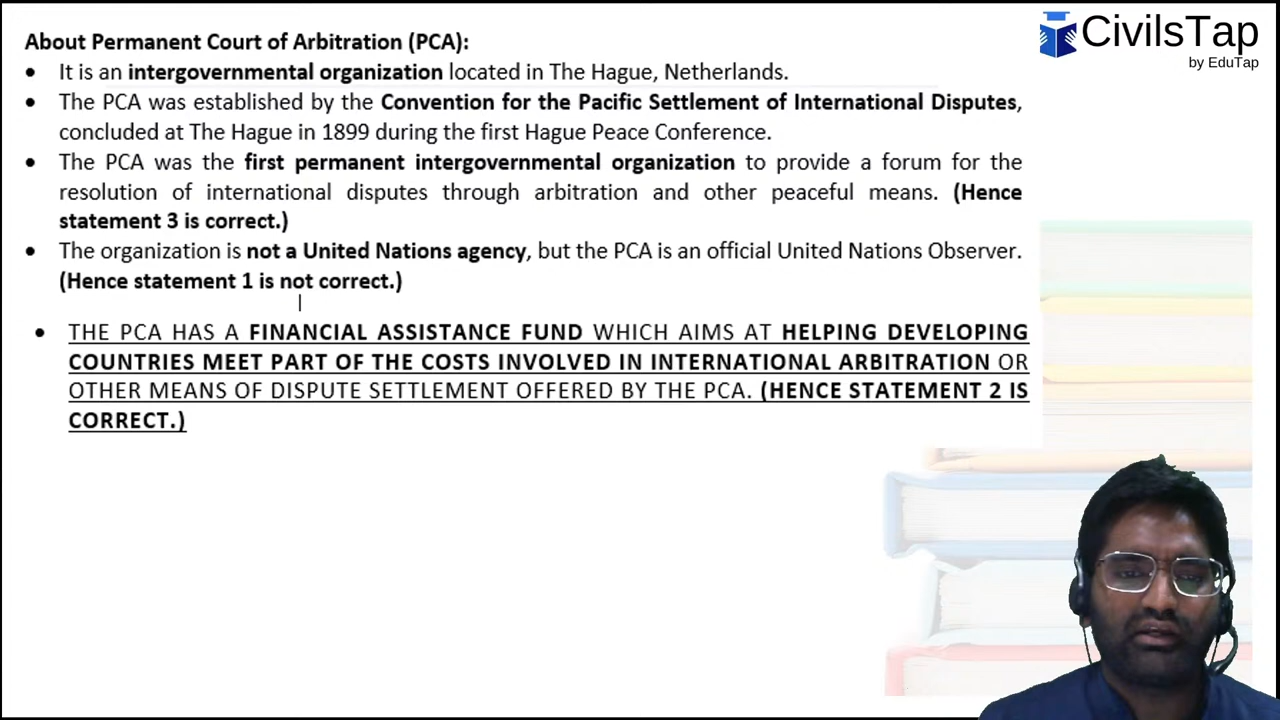 CivilsTap
by EduTap
About Permanent Court of Arbitration (PCA):
• It is an intergovernmental organization located in The Hague, Netherlands.
• The PCA was established by the Convention for the Pacific Settlement of International Disputes,
concluded at The Hague in 1899 during the first Hague Peace Conference.
• The PCA was the first permanent intergovernmental organization to provide a forum for the
resolution of international disputes through arbitration and other peaceful means. (Hence
statement 3 is correct.)
• The organization is not a United Nations agency, but the PCA is an official United Nations Observer.
(Hence statement 1 is not correct.)
• THE PCA HAS A FINANCIAL ASSISTANCE FUND WHICH AIMS AT HELPING DEVELOPING
COUNTRIES MEET PART OF THE COSTS INVOLVED IN INTERNATIONAL ARBITRATION OR
OTHER MEANS OF DISPUTE SETTLEMENT OFFERED BY THE PCA. (HENCE STATEMENT 2 IS
CORRECT.)